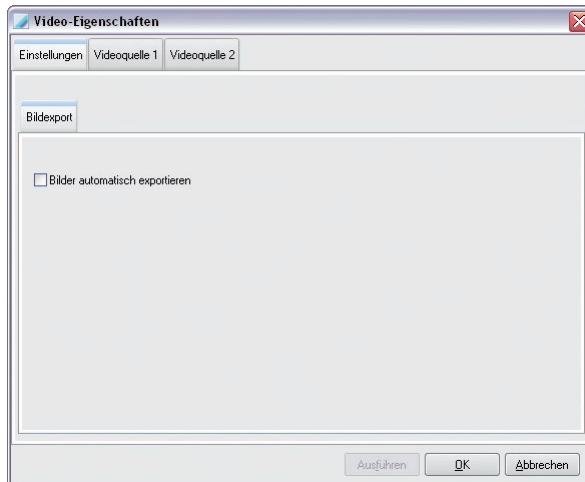 Video-Eigenschaften
Einstellungen Videoquelle 1 Videoquelle 2
Bildexport
Bilder automatisch exportieren
Ausführen OK Abbrechen